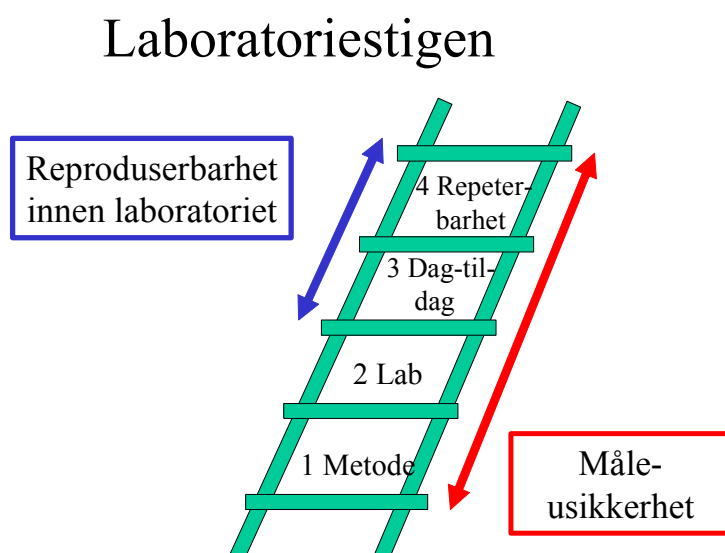 Laboratoriestigen
Reproduserbarhet
innen laboratoriet
4 Repeter-
barhet
3 Dag-til-
dag
2 Lab
1 Metode
Måle-
usikkerhet